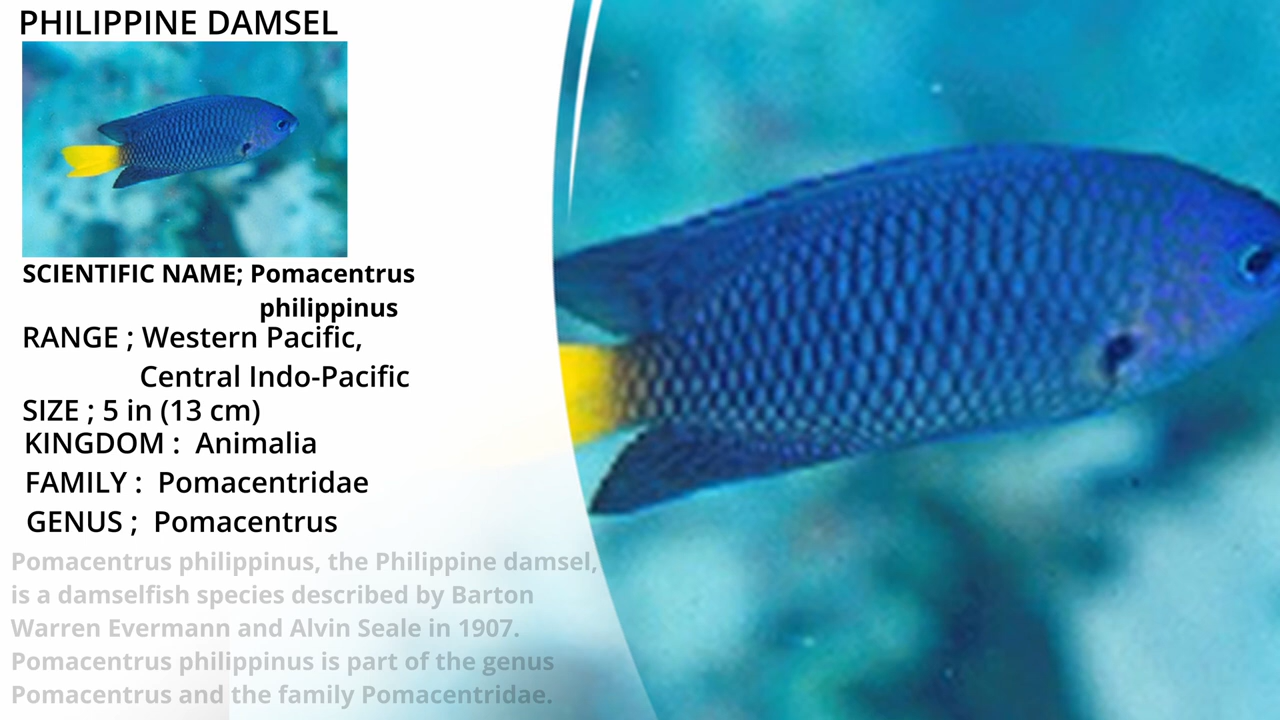 PHILIPPINE DAMSEL
SCIENTIFIC NAME; Pomacentrus
philippinus
RANGE ; Western Pacific,
Central Indo-Pacific
SIZE ; 5 in (13 cm)
KINGDOM :  Animalia
FAMILY :  Pomacentridae
GENUS ;  Pomacentrus
Pomacentrus philippinus, the Philippine damsel,
is a damselfish species described by Barton
Warren Evermann and Alvin Seale in 1907.
Pomacentrus philippinus is part of the genus
Pomacentrus and the family Pomacentridae.